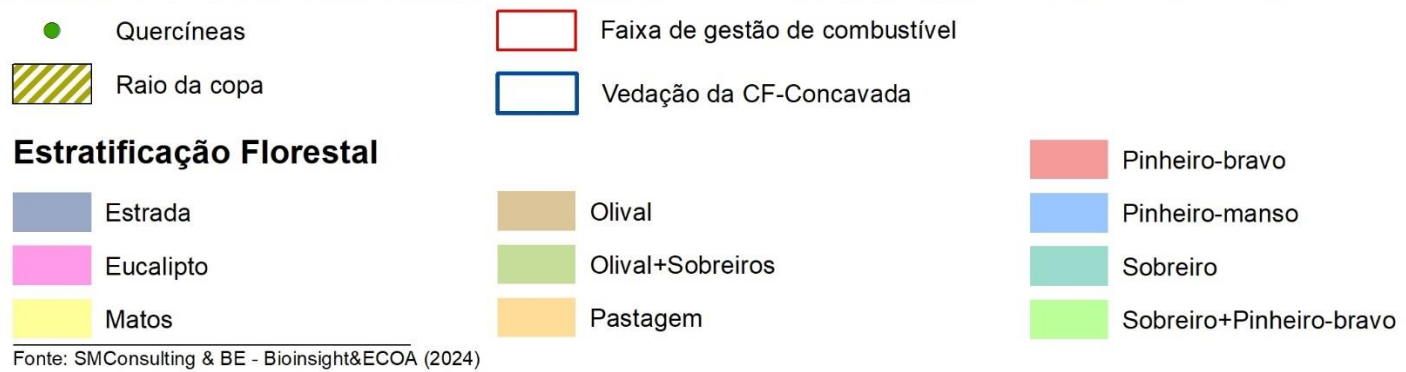 Quercíneas
Raio da copa
Faixa de gestão de combustível
Vedação da CF-Concavada
Estratificação Florestal
Estrada
Eucalipto
Matos
Olival
Olival+Sobreiros
Pastagem
Pinheiro-bravo
Pinheiro-manso
Sobreiro
Sobreiro+Pinheiro-bravo
Fonte: SMConsulting & BE - Bioinsight&ECOA (2024)